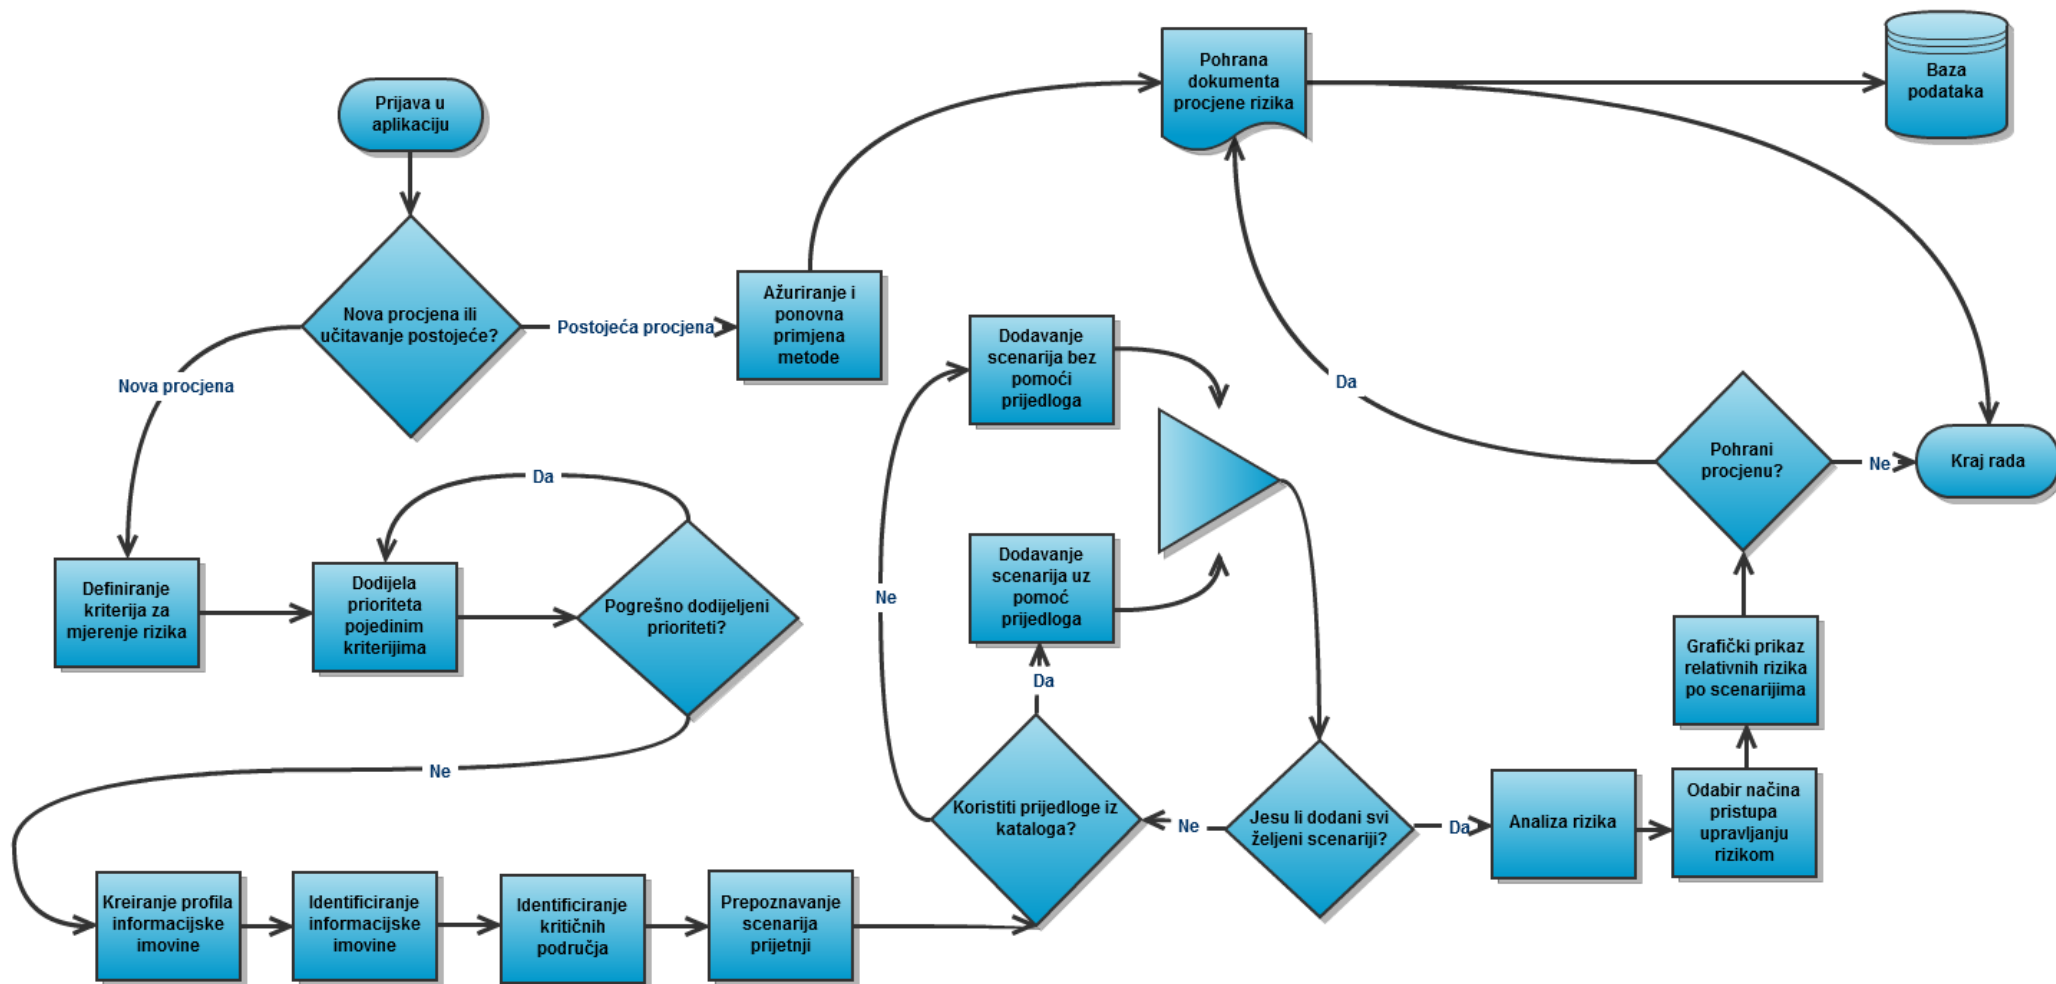 Prijava u
aplikaciju
Nova procjena ili
učitavanje postojeće?
Postojeća procjena
Nova procjena
Ažuriranje i
ponovna
primjena
metode
Pohrana
dokumenta
procjene rizika
Baza
podataka
Definiranje
kriterija za
mjerenje rizika
Dodijela
prioriteta
pojedinim
kriterijima
Da
Pogrešno dodijeljeni
prioriteti?
Ne
Kreiranje profila
informacijske
imovine
Identificiranje
informacijske
imovine
Identificiranje
kritičnih
područja
Prepoznavanje
scenarija
prijetnji
Koristiti prijedloge iz
kataloga?
Ne
Da
Dodavanje
scenarija bez
pomoći
prijedloga
Dodavanje
scenarija uz
pomoć
prijedloga
Jesu li dodani svi
željeni scenariji?
Ne
Da
Analiza rizika
Odabir načina
pristupa
upravljanju
rizikom
Grafički prikaz
relativnih rizika
po scenarijima
Pohrani
procjenu?
Da
Ne
Kraj rada